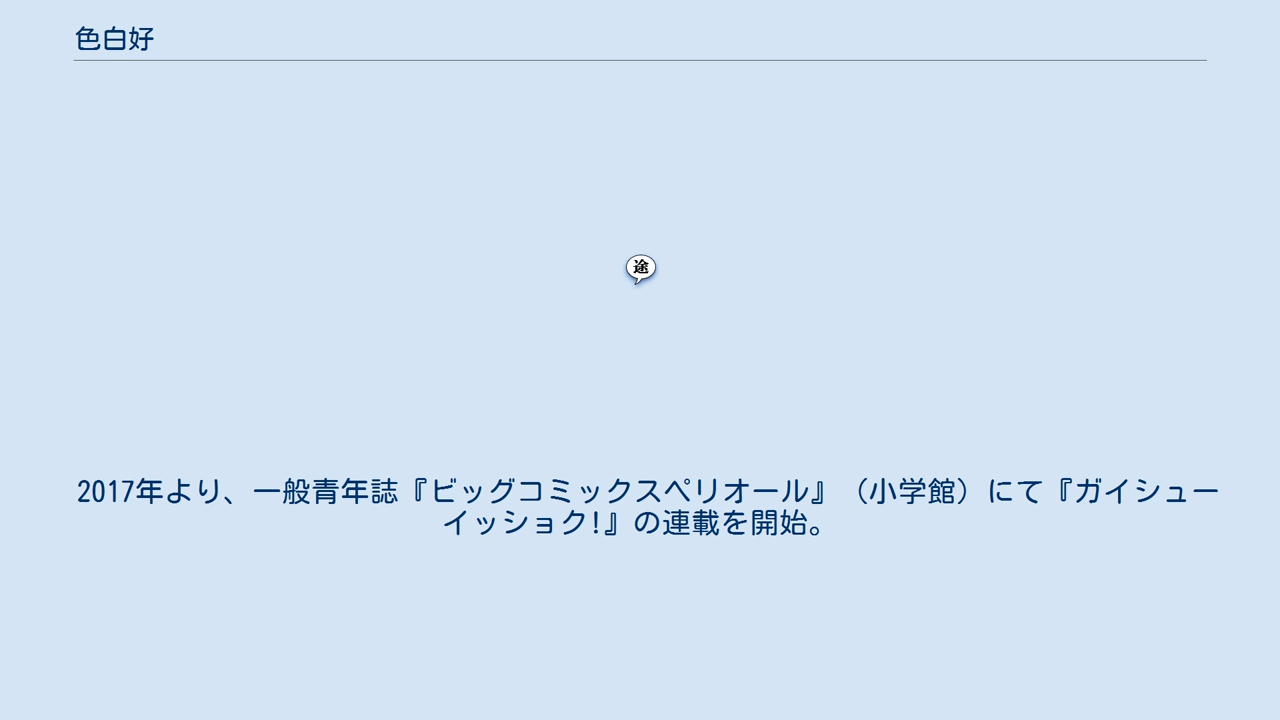 色白好
途
2017年より、一般青年誌『ビッグコミックスペリオール』（小学館）にて『ガイシュー
イッショク!』の連載を開始。